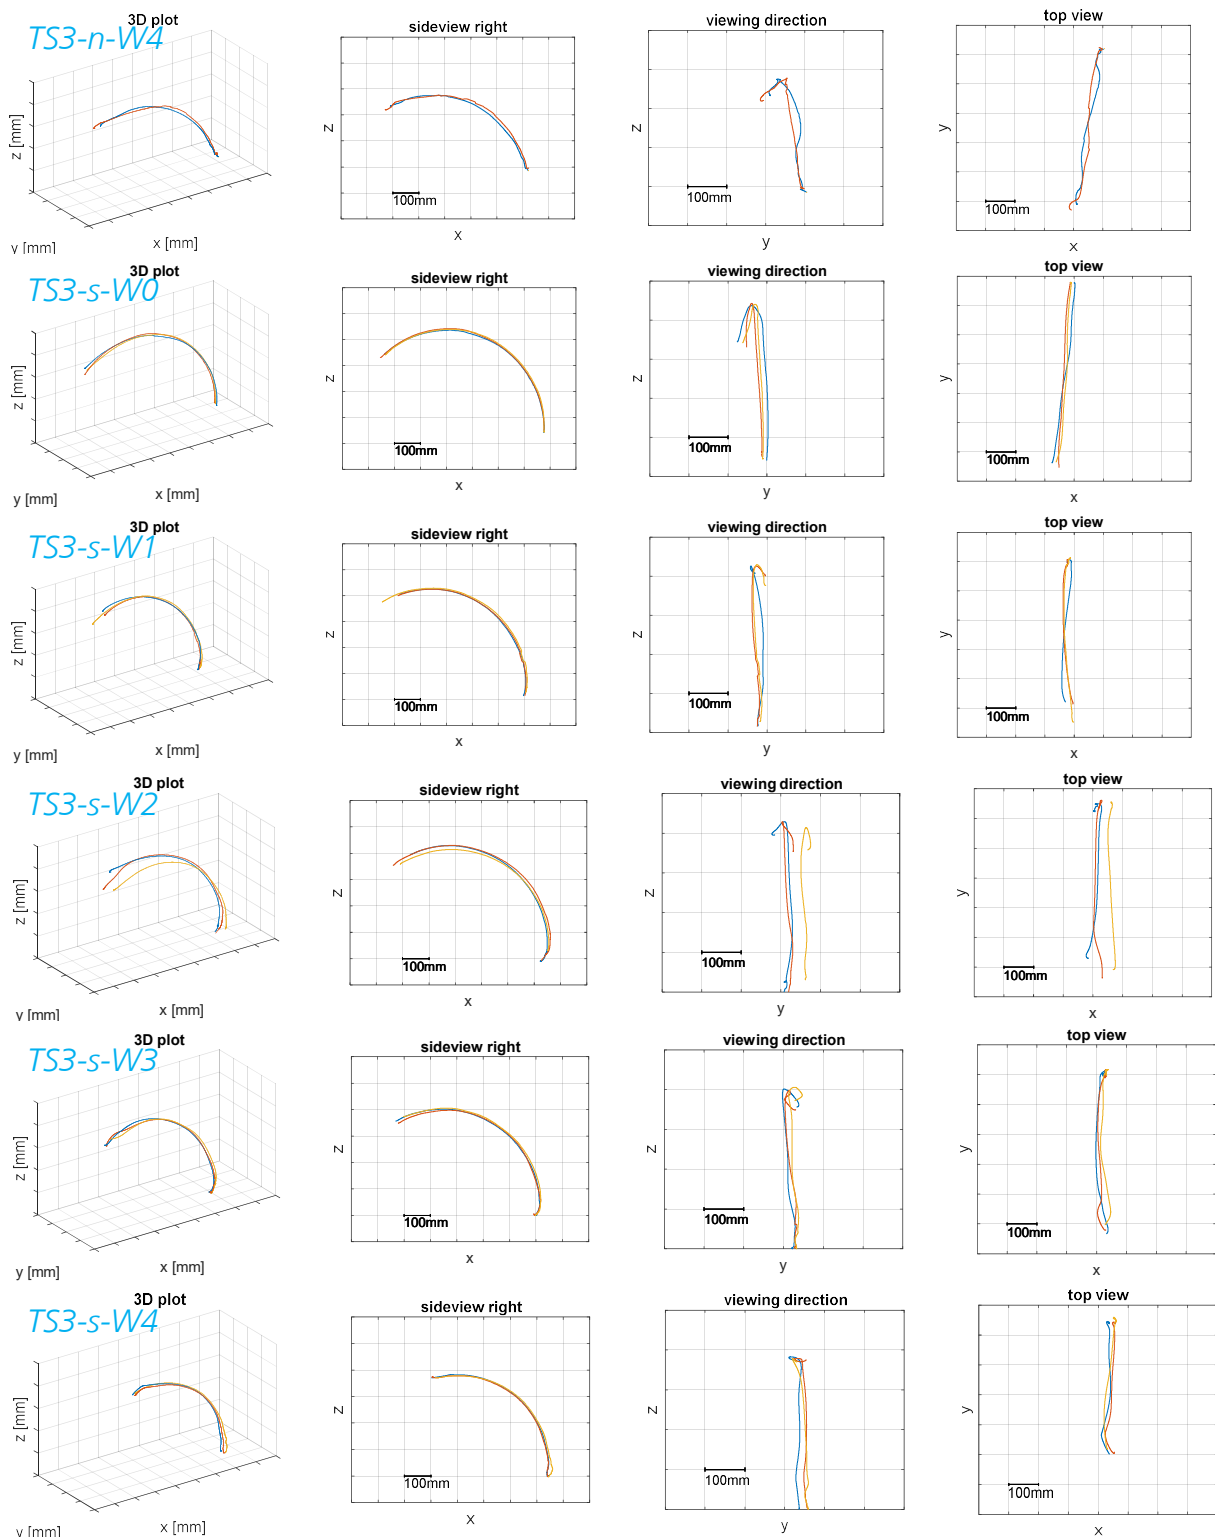 3D plot
TS3-n-W4
sideview right
viewing direction
top view
z [mm]
y [mm]
x [mm]
z
100mm
x
z
100mm
y
y
100mm
x
3D plot
TS3-s-W0
sideview right
viewing direction
top view
z [mm]
y [mm]
x [mm]
z
100mm
x
z
100mm
y
y
100mm
x
3D plot
TS3-s-W1
sideview right
viewing direction
top view
z [mm]
y [mm]
x [mm]
z
100mm
x
z
100mm
y
y
100mm
x
3D plot
TS3-s-W2
sideview right
viewing direction
top view
z [mm]
y [mm]
x [mm]
z
100mm
x
z
100mm
y
y
100mm
x
3D plot
TS3-s-W3
sideview right
viewing direction
top view
z [mm]
y [mm]
x [mm]
z
100mm
x
z
100mm
y
y
100mm
x
3D plot
TS3-s-W4
sideview right
viewing direction
top view
z [mm]
y [mm]
x [mm]
z
100mm
x
z
100mm
y
y
100mm
x